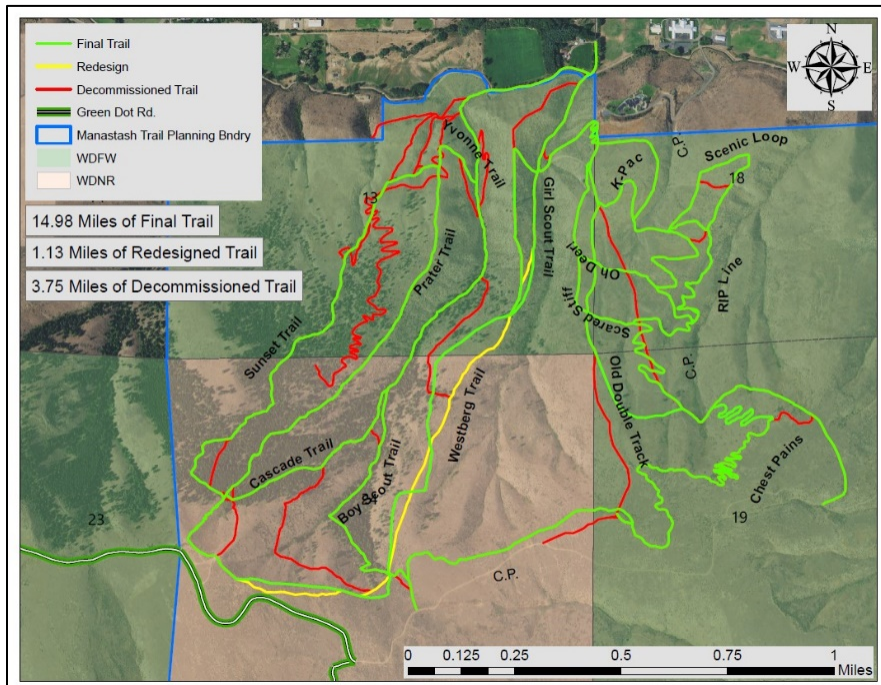 Final Trail
Redesign
Decommissioned Trail
Green Dot Rd.
Manastash Trail Planning Bndry
WDFW
WDNR
14.98 Miles of Final Trail
1.13 Miles of Redesigned Trail
3.75 Miles of Decommissioned Trail
N
W E
S
Yvonne Trail
13
Girl Scout Trail
K-Pac
C.P.
Scenic Loop
18
Prater Trail
Oh Deer!
RIP Line
Scared Stiff
Sunset Trail
C.P.
Old Double Track
Westberg Trail
Cascade Trail
Boy Scout Trail
24
Chest Pains
23
19
C.P.
0 0.125 0.25 0.5 0.75 1
Miles